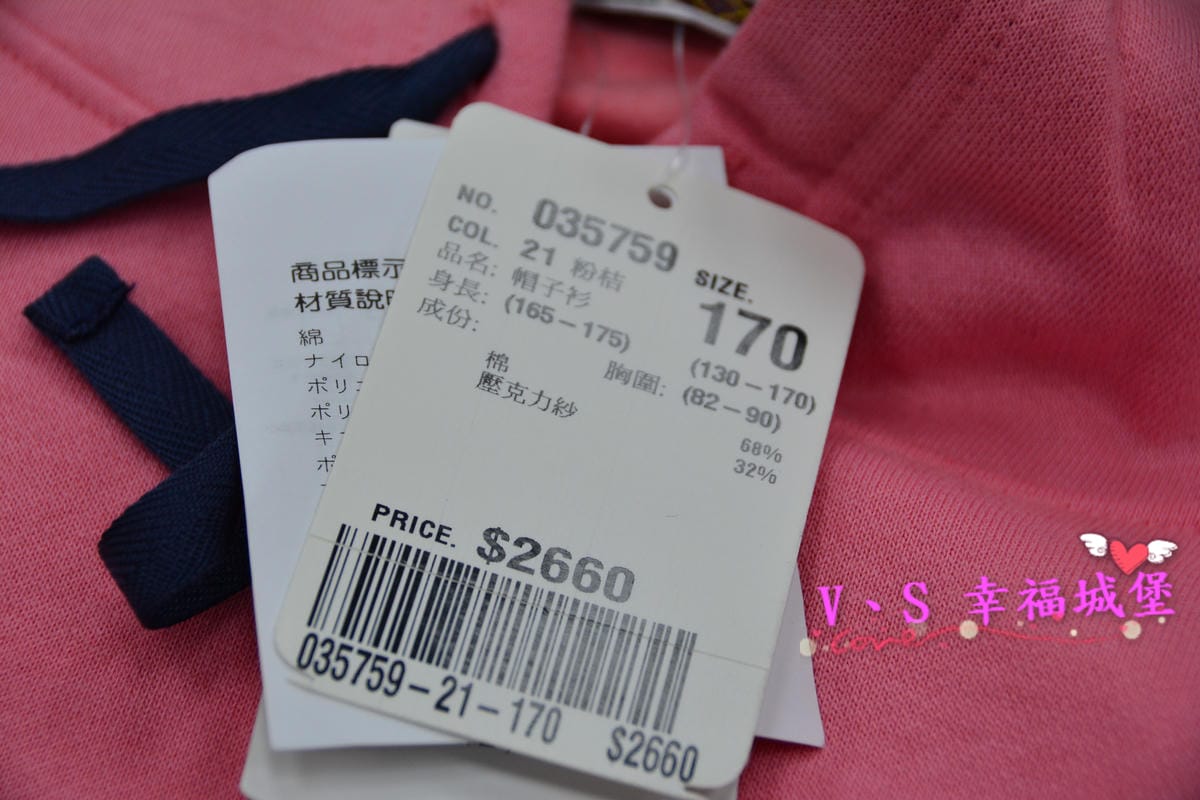 NO. 035759
COL. 21 粉桔
SIZE.
品名: 帽子衫
170
身長: (165-175)
(130-170)
成份:
胸圍: (82-90)
棉 68%
壓克力紗 32%
PRICE. $2660
035759-21-170 $2660
商品標示
材質說
綿
ナイロ
ポリ
ポリ
キ
ポ
V、S 幸福城堡
Love